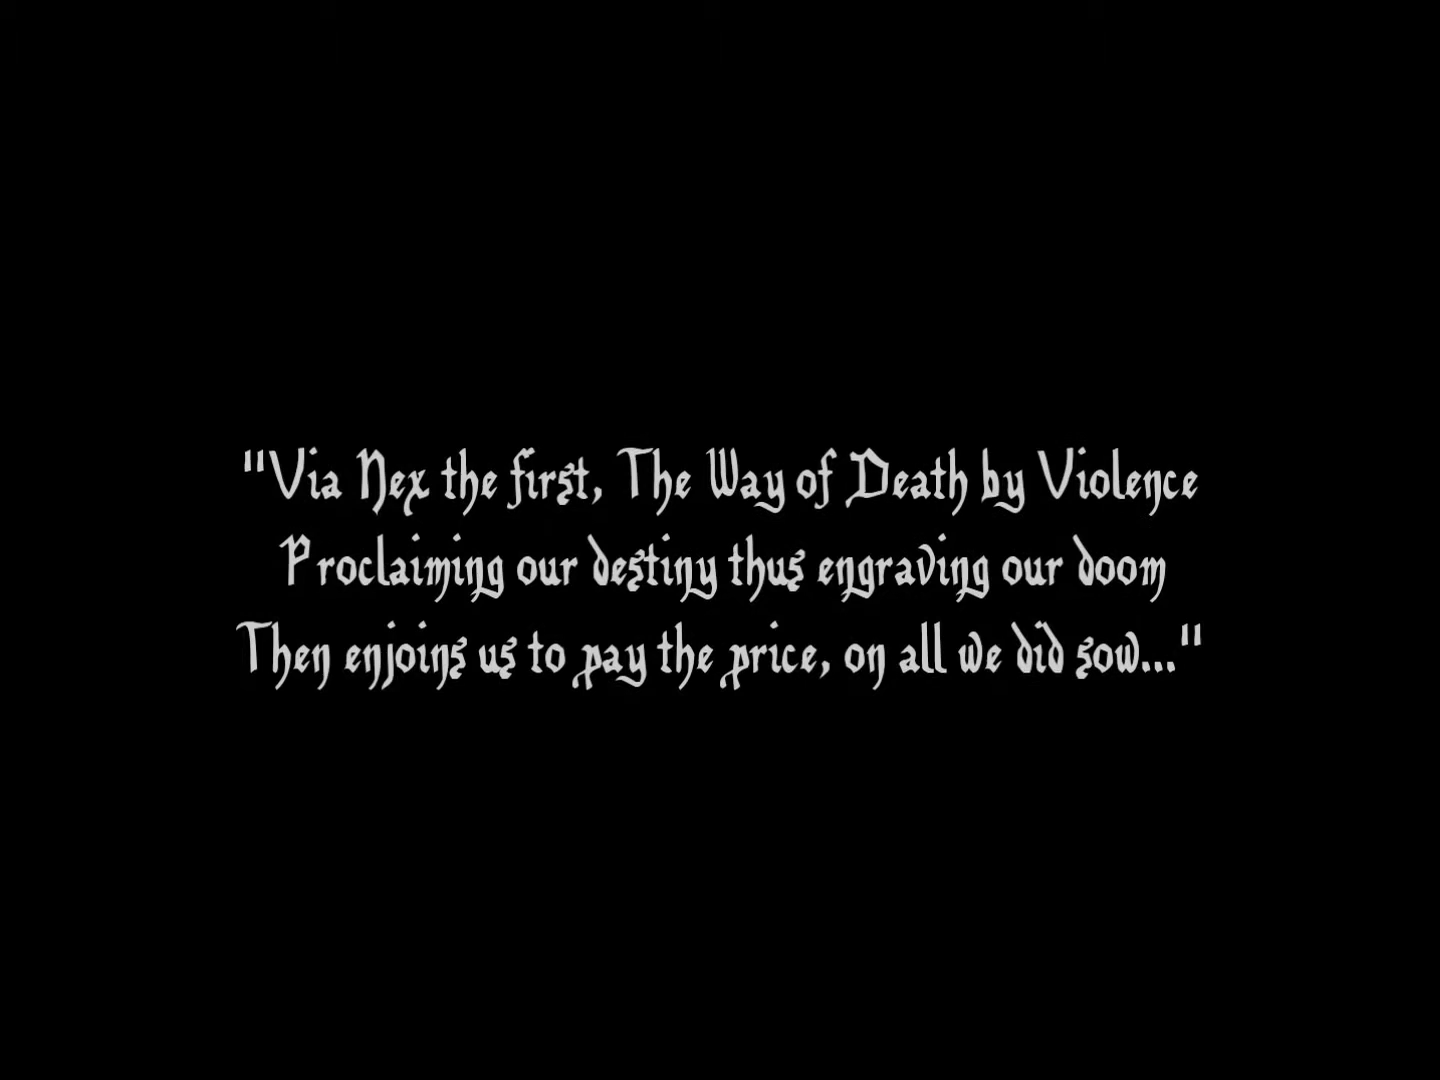 "Via Nex the first, The Way of Death by Violence
Proclaiming our destiny thus engraving our doom
Then enjoins us to pay the price, on all we did sow..."